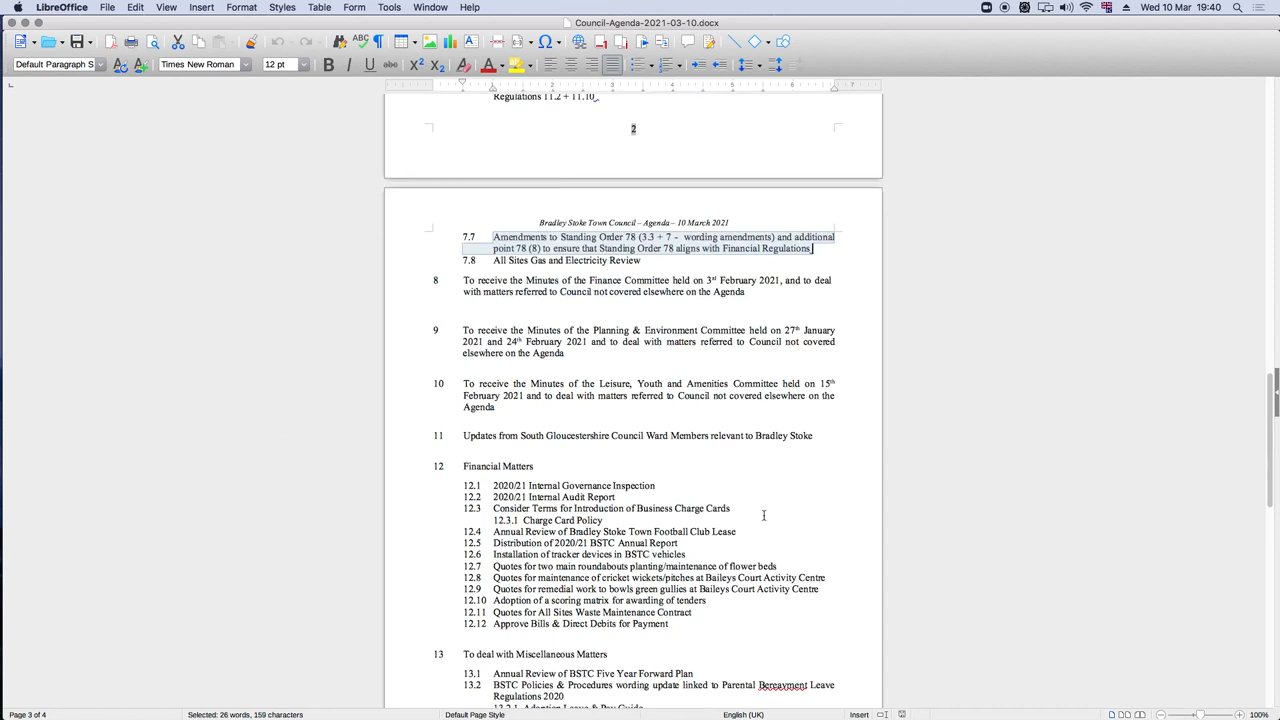 LibreOffice File Edit View Insert Format Styles Table Form Tools Window Help Wed 10 Mar 19:40
Council-Agenda-2021-03-10.docx
Default Paragraph S Times New Roman 12 pt
Regulations 11.2 + 11.10
2
Bradley Stoke Town Council – Agenda – 10 March 2021
7.7 Amendments to Standing Order 78 (3.3 + 7 - wording amendments) and additional
point 78 (8) to ensure that Standing Order 78 aligns with Financial Regulations
7.8 All Sites Gas and Electricity Review
8 To receive the Minutes of the Finance Committee held on 3rd February 2021, and to deal
with matters referred to Council not covered elsewhere on the Agenda
9 To receive the Minutes of the Planning & Environment Committee held on 27th January
2021 and 24th February 2021 and to deal with matters referred to Council not covered
elsewhere on the Agenda
10 To receive the Minutes of the Leisure, Youth and Amenities Committee held on 15th
February 2021 and to deal with matters referred to Council not covered elsewhere on the
Agenda
11 Updates from South Gloucestershire Council Ward Members relevant to Bradley Stoke
12 Financial Matters
12.1 2020/21 Internal Governance Inspection
12.2 2020/21 Internal Audit Report
12.3 Consider Terms for Introduction of Business Charge Cards
12.3.1 Charge Card Policy
12.4 Annual Review of Bradley Stoke Town Football Club Lease
12.5 Distribution of 2020/21 BSTC Annual Report
12.6 Installation of tracker devices in BSTC vehicles
12.7 Quotes for two main roundabouts planting/maintenance of flower beds
12.8 Quotes for maintenance of cricket wickets/pitches at Baileys Court Activity Centre
12.9 Quotes for remedial work to bowls green gullies at Baileys Court Activity Centre
12.10 Adoption of a scoring matrix for awarding of tenders
12.11 Quotes for All Sites Waste Maintenance Contract
12.12 Approve Bills & Direct Debits for Payment
13 To deal with Miscellaneous Matters
13.1 Annual Review of BSTC Five Year Forward Plan
13.2 BSTC Policies & Procedures wording update linked to Parental Bereayment Leave
Regulations 2020
13.2.1 Adoption Leave & Pay Guide
Page 3 of 4 Selected: 26 words, 159 characters Default Page Style English (UK) Insert 100%